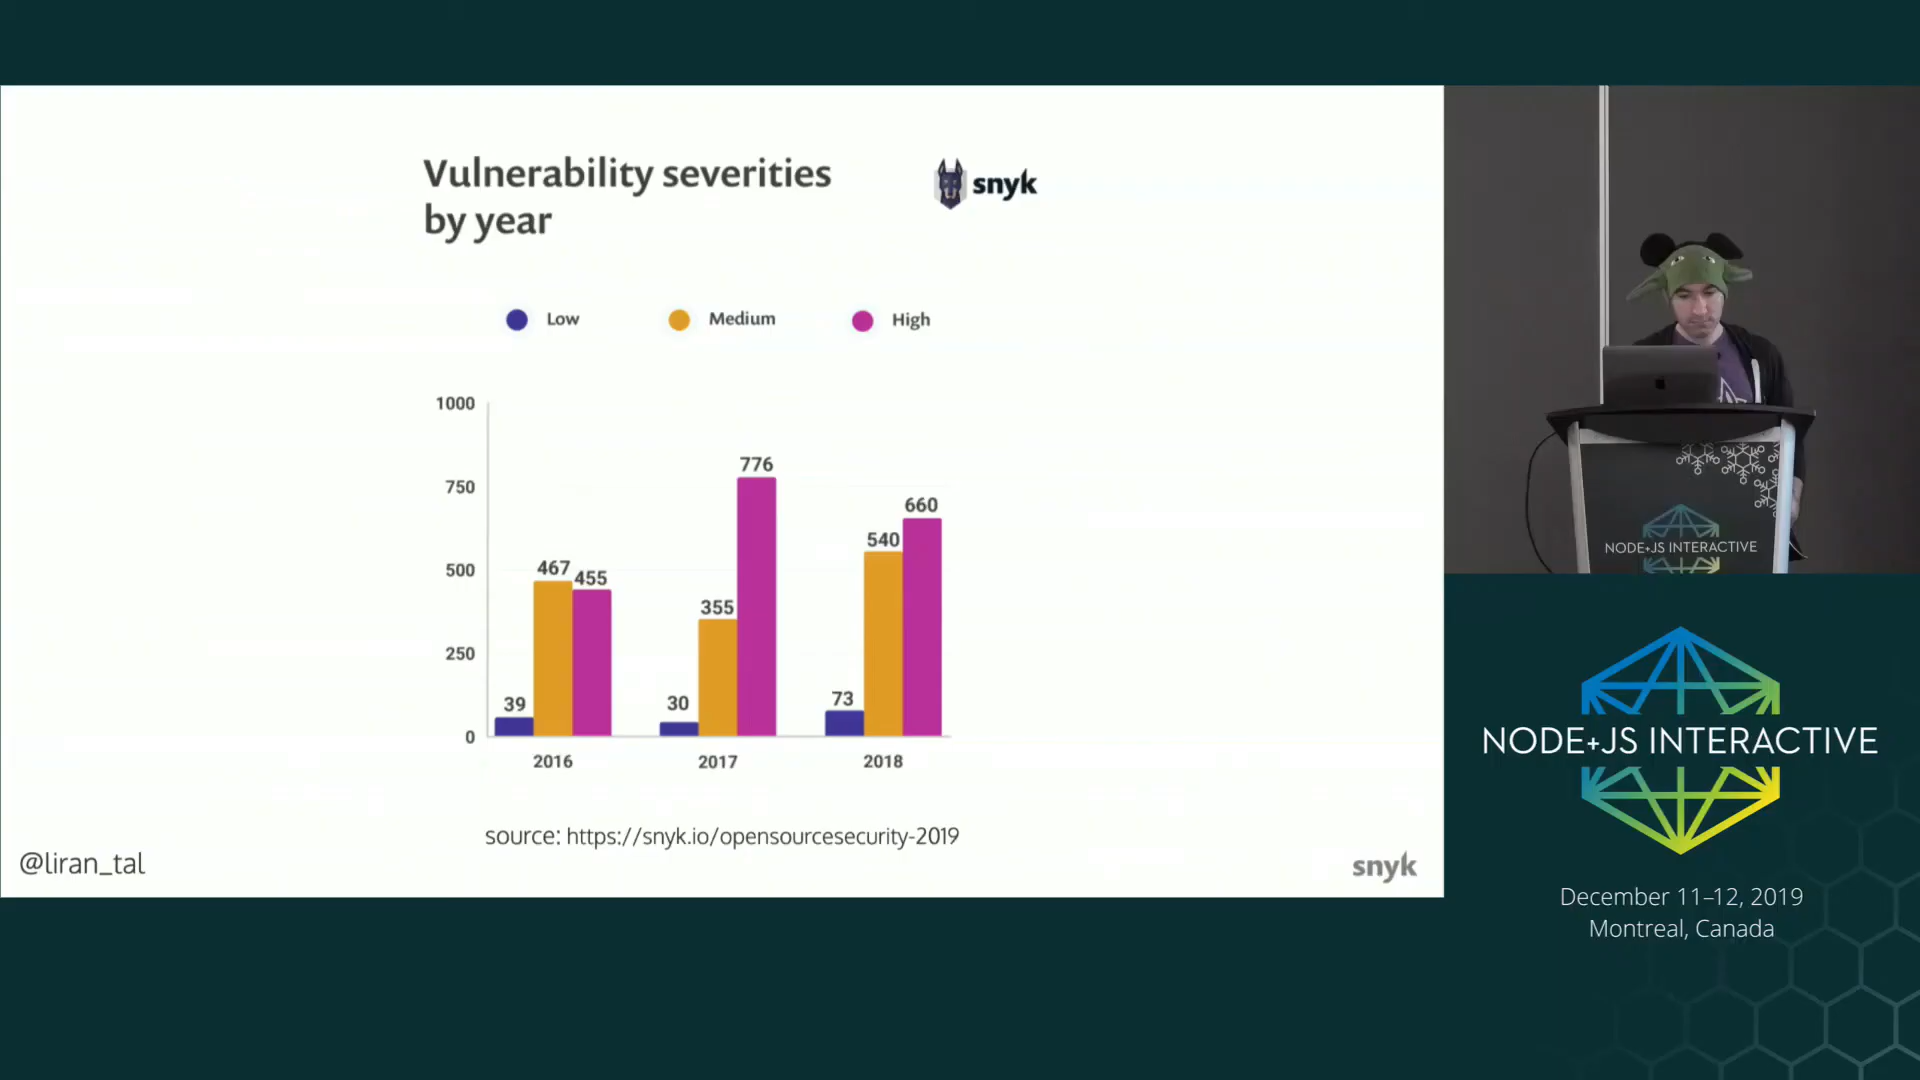 Vulnerability severities
by year
snyk
Low
Medium
High
1000
750
500
250
0
39
467
455
2016
30
355
776
2017
73
540
660
2018
source: https://snyk.io/opensourcesecurity-2019
@liran_tal
snyk
NODE+JS INTERACTIVE
NODE+JS INTERACTIVE
December 11–12, 2019
Montreal, Canada